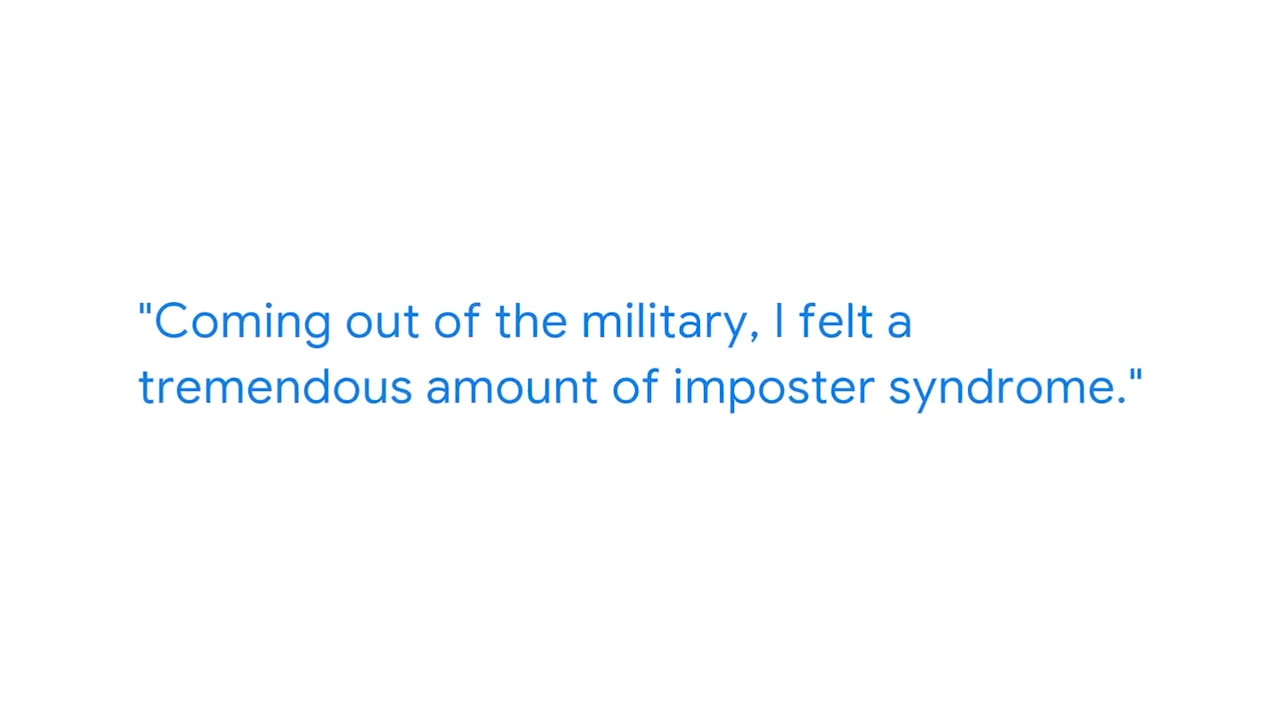 "Coming out of the military, I felt a
tremendous amount of imposter syndrome."